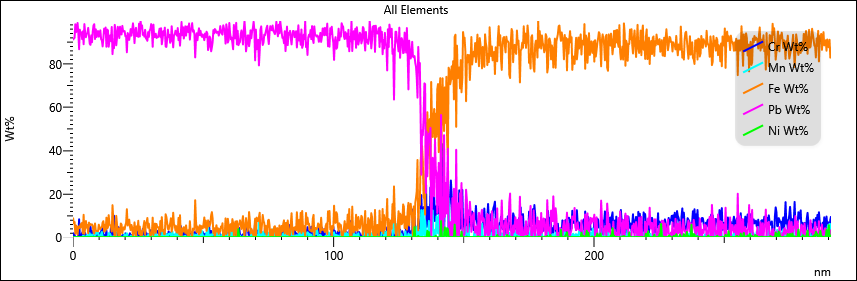 All Elements
Wt%
80
60
40
20
0
0
100
200
nm
Cr Wt%
Mn Wt%
Fe Wt%
Pb Wt%
Ni Wt%